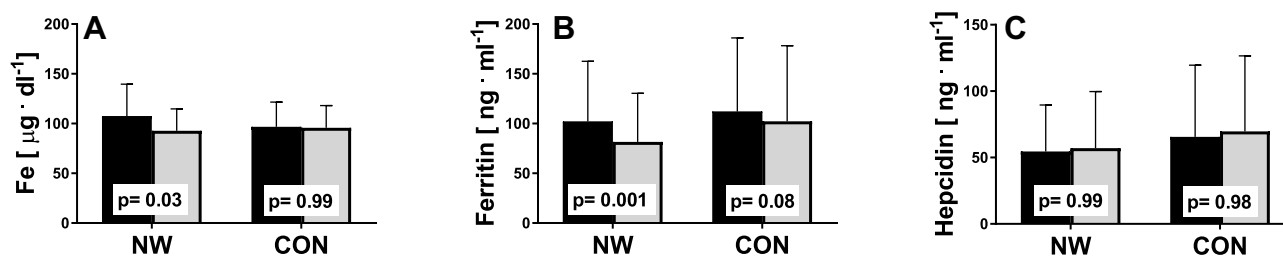 A
Fe [ μg · dl-1]
200
150
100
50
0
p= 0.03
p= 0.99
NW
CON
B
Ferritin [ ng · ml-1]
200
150
100
50
0
p= 0.001
p= 0.08
NW
CON
C
Hepcidin [ ng · ml-1]
150
100
50
0
p= 0.99
p= 0.98
NW
CON